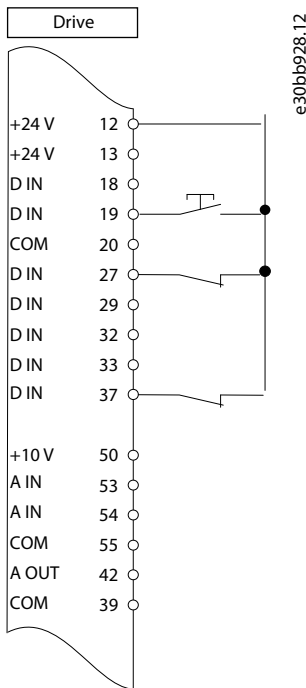 Drive
e30bb928.12
+24 V 12
+24 V 13
D IN 18
D IN 19
COM 20
D IN 27
D IN 29
D IN 32
D IN 33
D IN 37
+10 V 50
A IN 53
A IN 54
COM 55
A OUT 42
COM 39